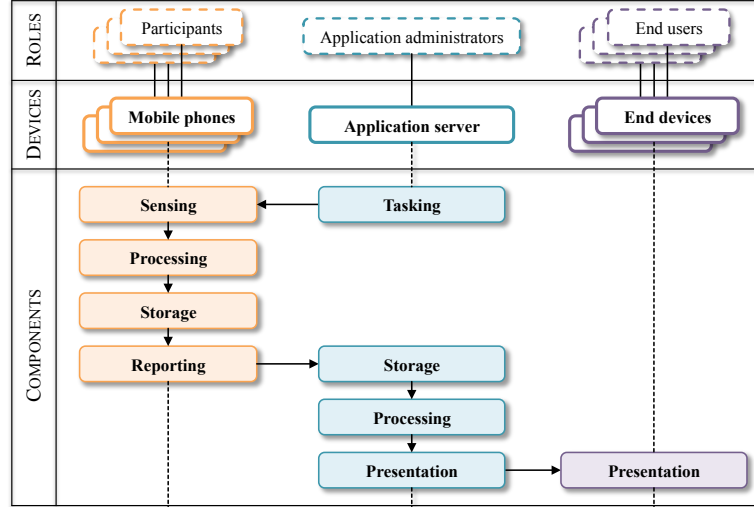 ROLES
Participants
Application administrators
End users
DEVICES
Mobile phones
Application server
End devices
COMPONENTS
Sensing
Tasking
Processing
Storage
Reporting
Storage
Processing
Presentation
Presentation